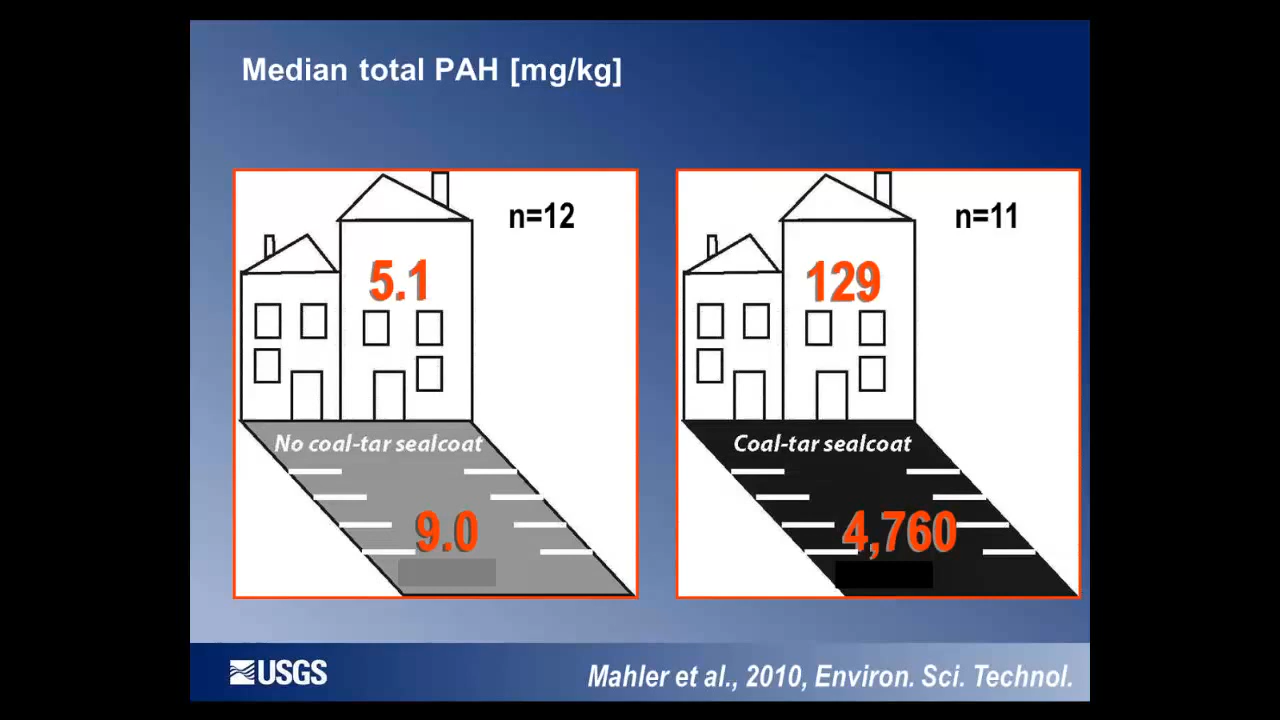 Median total PAH [mg/kg]
n=12
5.1
No coal-tar sealcoat
9.0
n=11
129
Coal-tar sealcoat
4,760
USGS
Mahler et al., 2010, Environ. Sci. Technol.